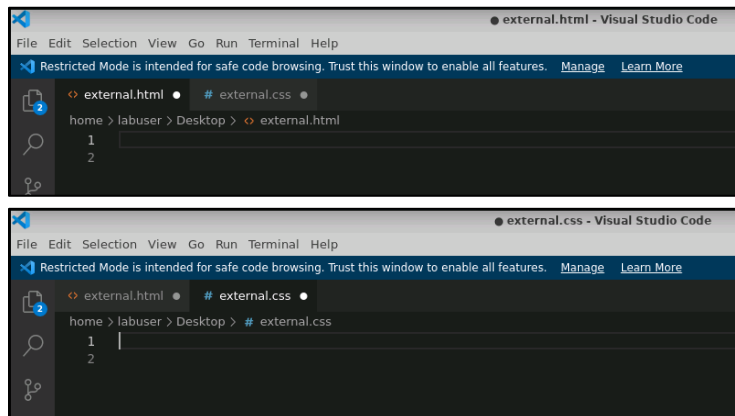 ● external.html - Visual Studio Code
File Edit Selection View Go Run Terminal Help
Restricted Mode is intended for safe code browsing. Trust this window to enable all features. Manage Learn More
<> external.html ● # external.css ●
2
home > labuser > Desktop > <> external.html
1
2
● external.css - Visual Studio Code
File Edit Selection View Go Run Terminal Help
Restricted Mode is intended for safe code browsing. Trust this window to enable all features. Manage Learn More
<> external.html ● # external.css ●
2
home > labuser > Desktop > # external.css
1
2